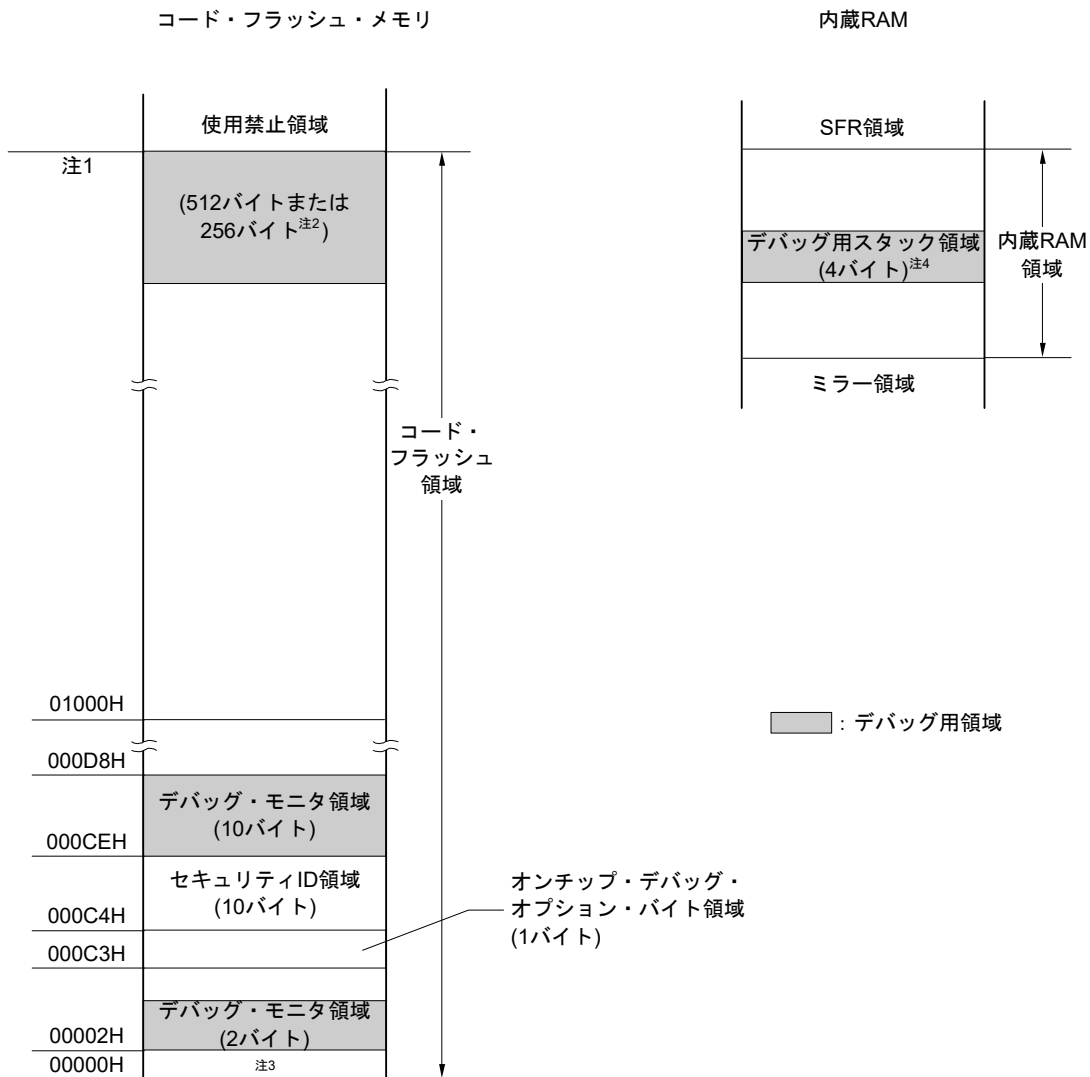 コード・フラッシュ・メモリ
内蔵RAM
使用禁止領域
注1
(512バイトまたは
256バイト注2)
コード・
フラッシュ
領域
01000H
000D8H
デバッグ・モニタ領域
(10バイト)
000CEH
セキュリティID領域
(10バイト)
000C4H
000C3H
オンチップ・デバッグ・
オプション・バイト領域
(1バイト)
デバッグ・モニタ領域
(2バイト)
00002H
00000H
注3
SFR領域
デバッグ用スタック領域
(4バイト)注4
内蔵RAM
領域
ミラー領域
: デバッグ用領域